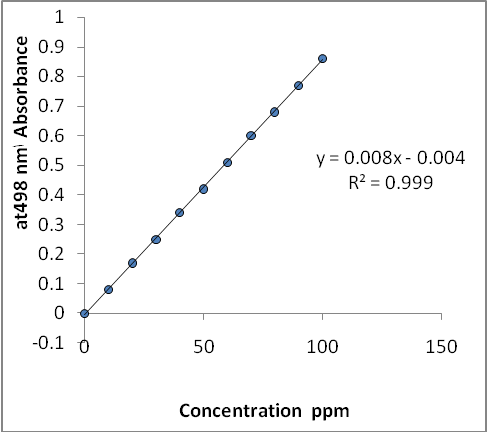 1
0.9
0.8
0.7
0.6
0.5
0.4
0.3
0.2
0.1
0
-0.1
0 50 100 150
at498 nm) Absorbance
y = 0.008x - 0.004
R² = 0.999
Concentration ppm